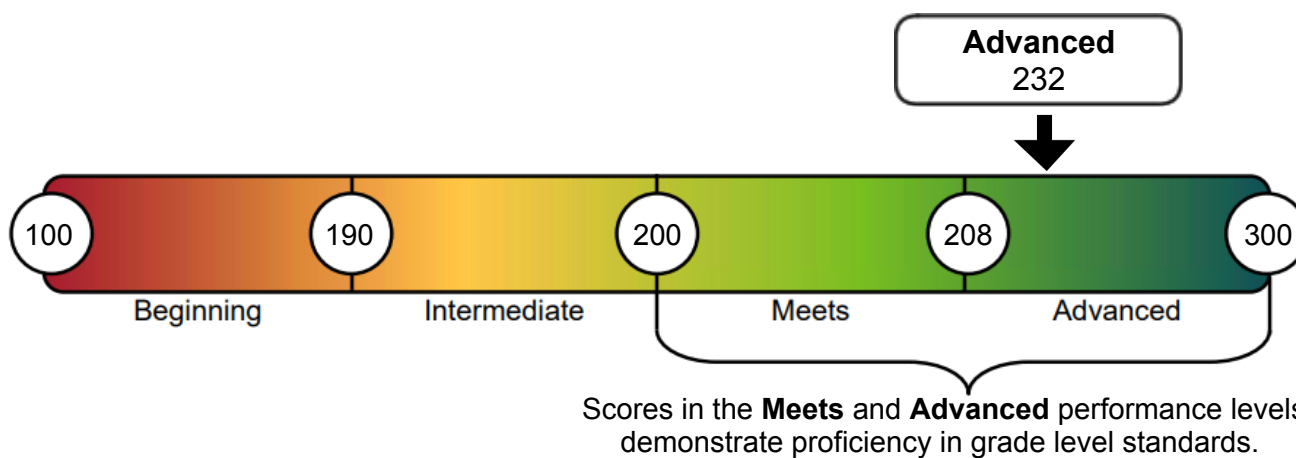 Advanced
232
100 190 200 208 300
Beginning Intermediate Meets Advanced
Scores in the Meets and Advanced performance levels
demonstrate proficiency in grade level standards.